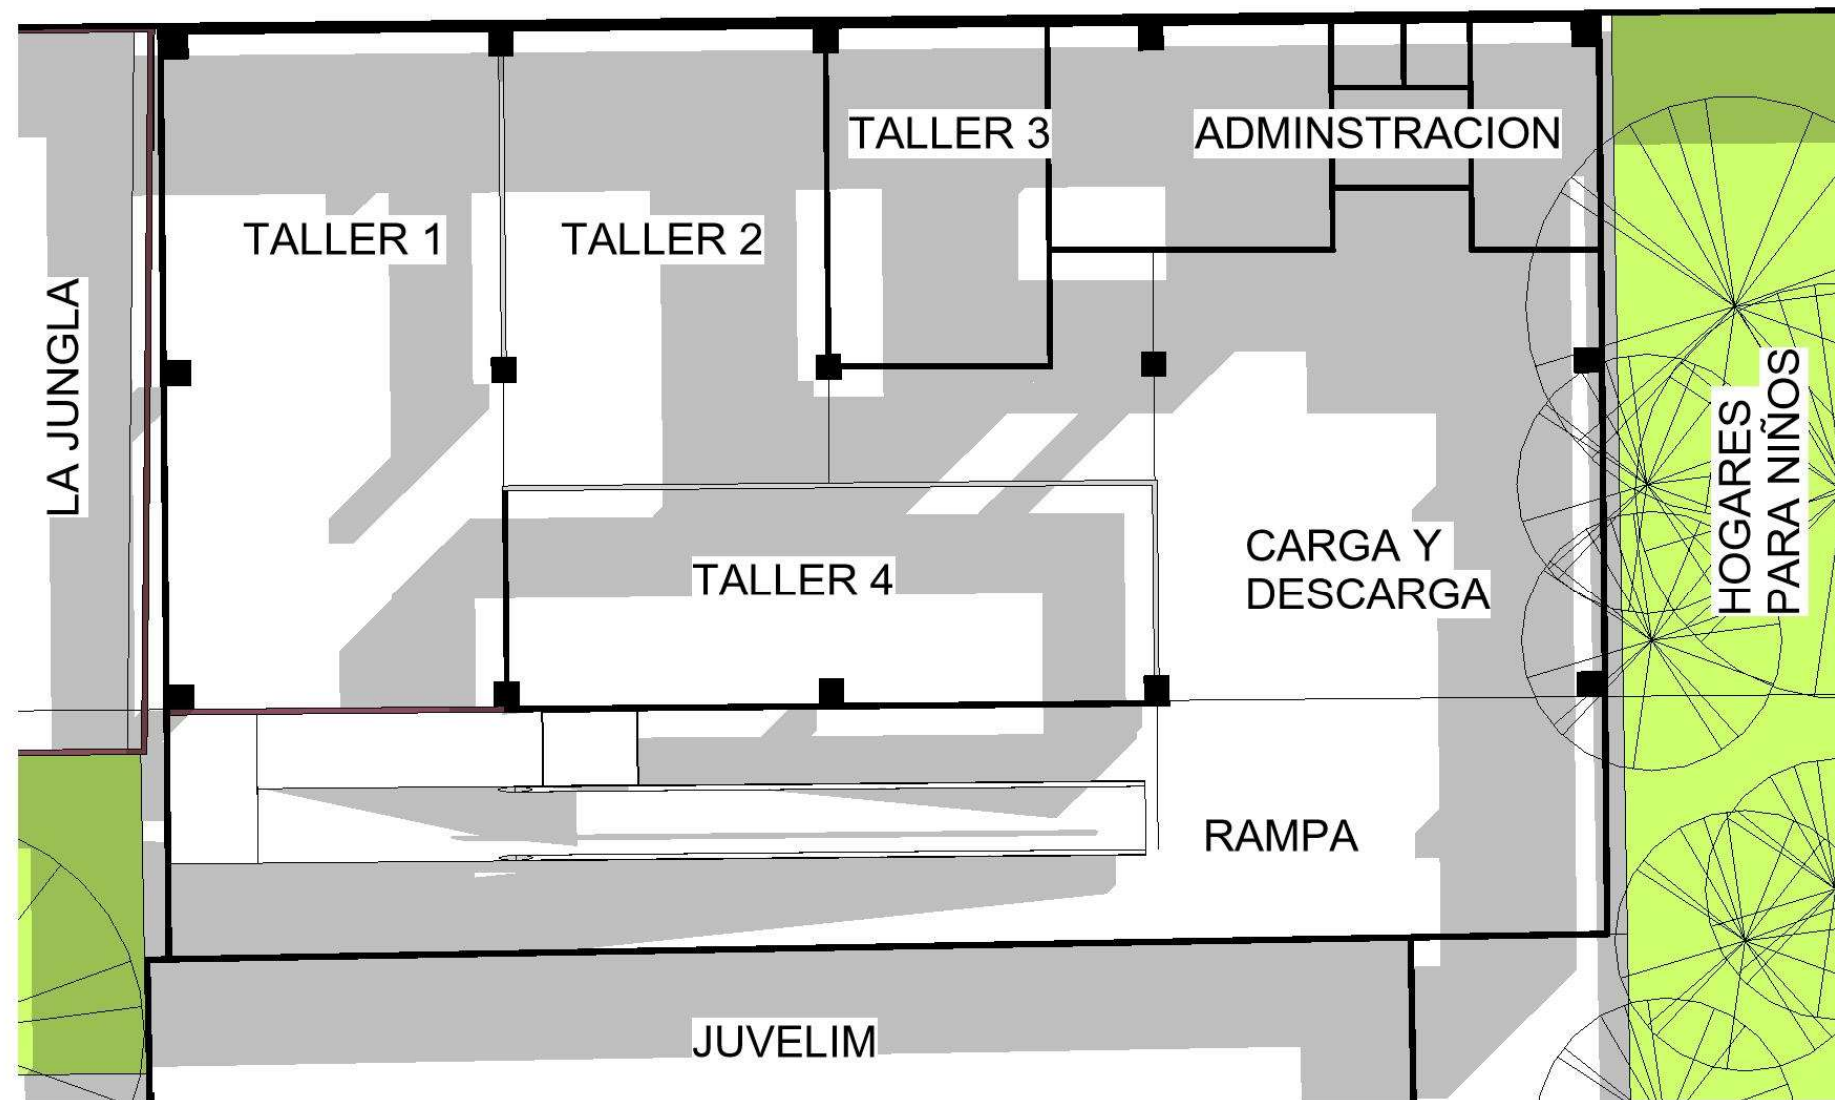 TALLER 3
ADMINSTRACION
TALLER 1
TALLER 2
LA JUNGLA
HOGARES
PARA NIÑOS
CARGA Y
DESCARGA
TALLER 4
RAMPA
JUVELIM